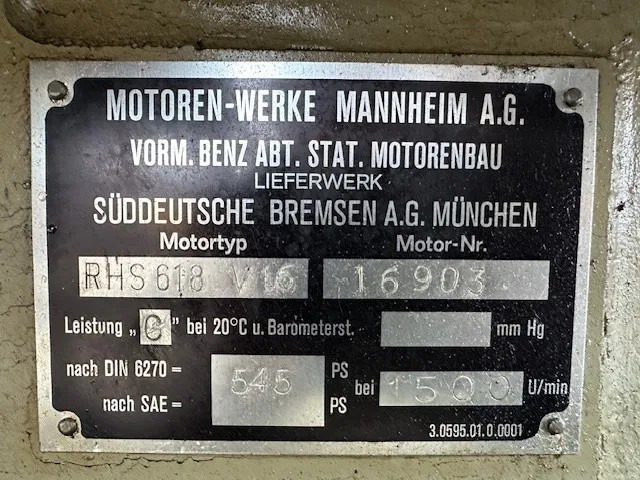 MOTOREN-WERKE MANNHEIM A.G.
VORM. BENZ ABT. STAT. MOTORENBAU
LIEFERWERK
SÜDDEUTSCHE BREMSEN A.G. MÜNCHEN
Motortyp Motor-Nr.
RHS618 V16 16903
Leistung „C" bei 20°C u. Barometerst. mm Hg
nach DIN 6270= 545 PS bei 1500 U/min
nach SAE= PS
3.0595.01.0.0001